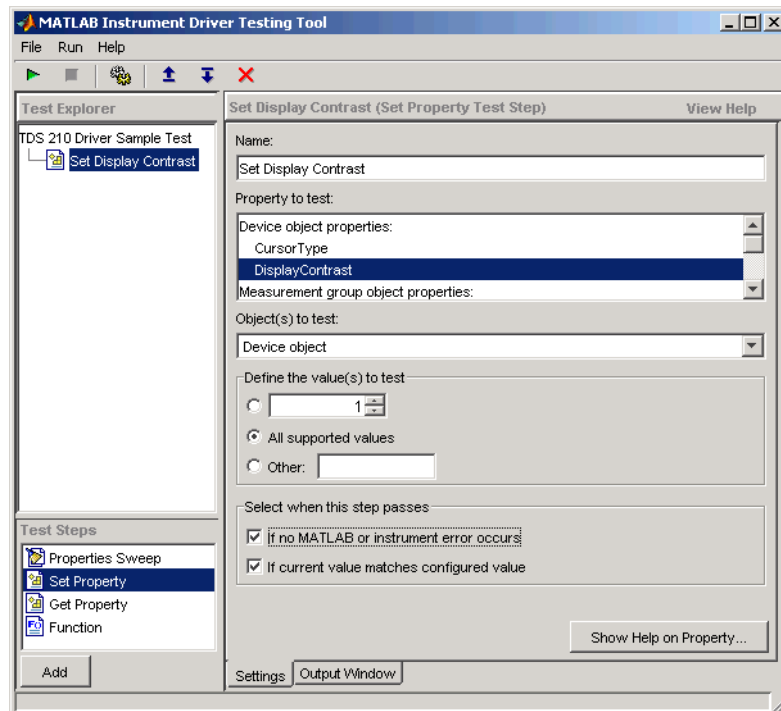 MATLAB Instrument Driver Testing Tool
File Run Help
Test Explorer
TDS 210 Driver Sample Test
Set Display Contrast
Test Steps
Properties Sweep
Set Property
Get Property
Function
Add
Set Display Contrast (Set Property Test Step)
View Help
Name:
Set Display Contrast
Property to test:
Device object properties:
CursorType
DisplayContrast
Measurement group object properties:
Object(s) to test:
Device object
Define the value(s) to test
1
All supported values
Other:
Select when this step passes
If no MATLAB or instrument error occurs
If current value matches configured value
Show Help on Property...
Settings
Output Window